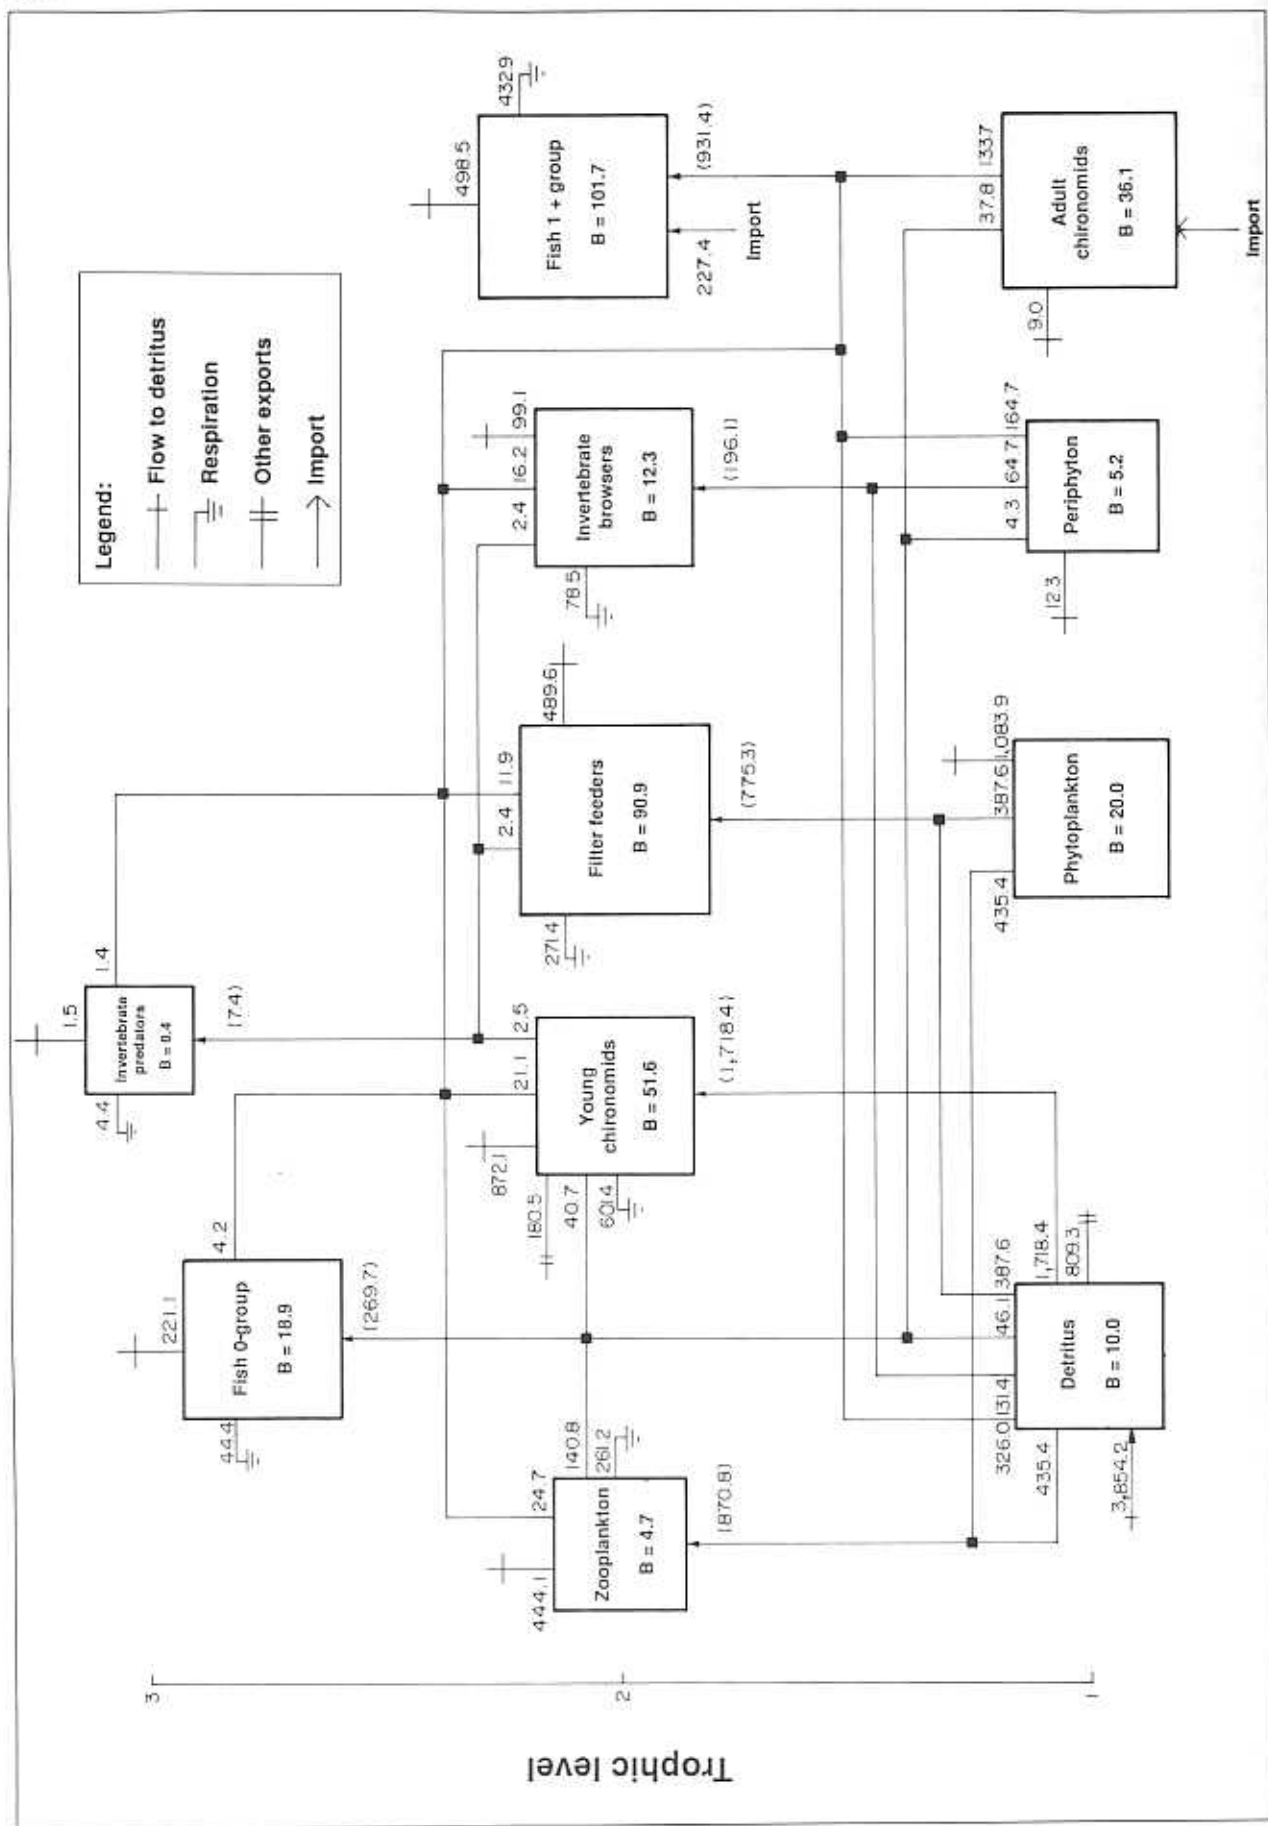 Legend:
Flow to detritus
Respiration
Other exports
Import
Trophic level
3
2
1
1.5
Invertebrate
predators
B = 0.4
4.4
1.4
(7.4)
221.1
Fish 0-group
B = 18.9
44.4
4.2
(269.7)
498.5
432.9
Fish 1 + group
B = 101.7
(931.4)
227.4
Import
444.1
24.7
140.8
261.2
Zooplankton
B = 4.7
(870.8)
872.1
180.5
40.7
601.4
21.1
2.5
Young
chironomids
B = 51.6
(1,718.4)
271.4
2.4
11.9
489.6
Filter feeders
B = 90.9
(775.3)
78.5
2.4
16.2
99.1
Invertebrate
browsers
B = 12.3
(196.1)
435.4
326.0
131.4
46.1
387.6
1,718.4
809.3
3,854.2
Detritus
B = 10.0
435.4
387.6
1,083.9
Phytoplankton
B = 20.0
12.3
4.3
64.7
164.7
Periphyton
B = 5.2
9.0
37.8
133.7
Adult
chironomids
B = 36.1
Import